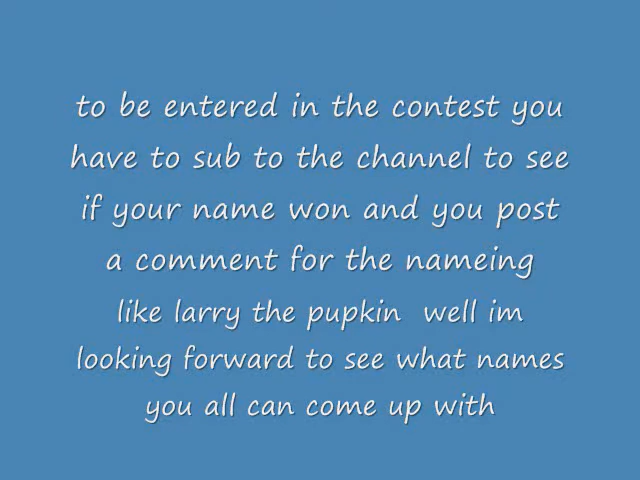 to be entered in the contest you
have to sub to the channel to see
if your name won and you post
a comment for the nameing
like larry the pupkin  well im
looking forward to see what names
you all can come up with